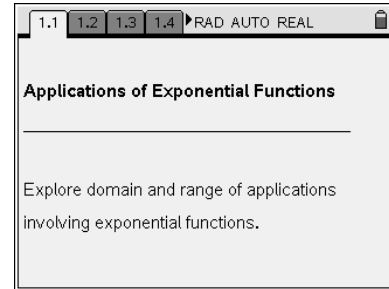 1.1 1.2 1.3 1.4 RAD AUTO REAL
Applications of Exponential Functions
Explore domain and range of applications
involving exponential functions.